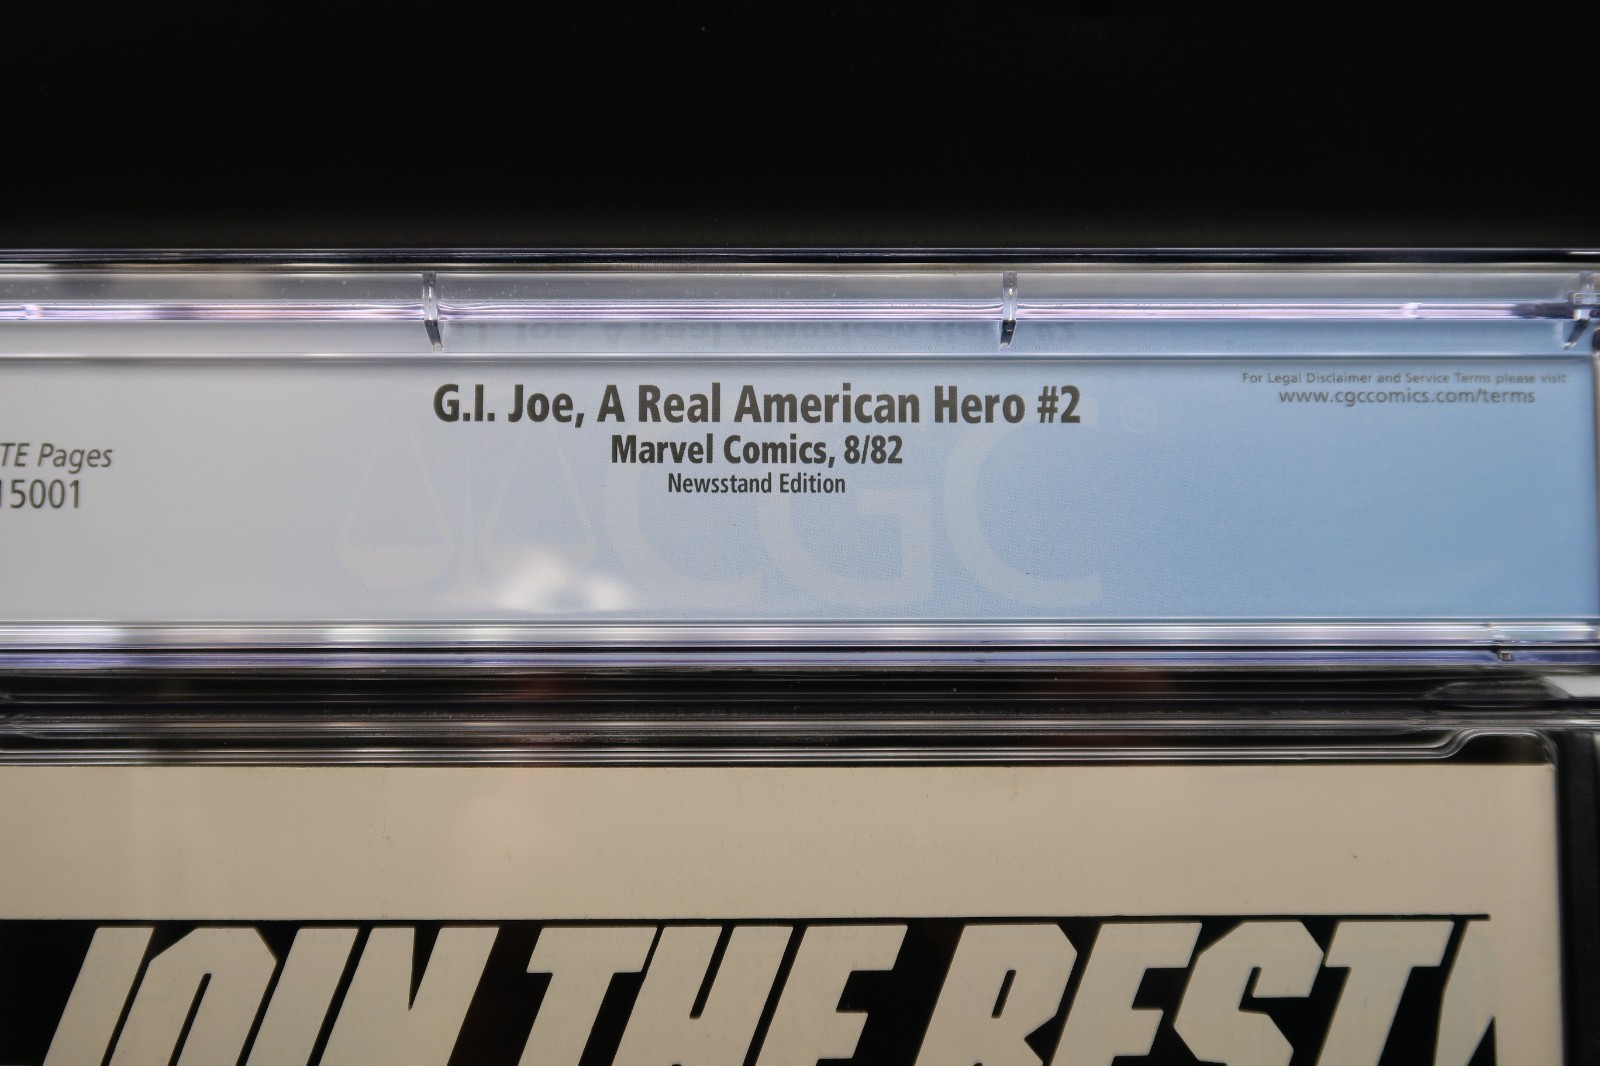 G.I. Joe, A Real American Hero #2
Marvel Comics, 8/82
Newsstand Edition
For Legal Disclaimer and Service Terms please visit:
www.cgccomics.com/terms
TE Pages
15001
CGC®
JOIN THE BEST